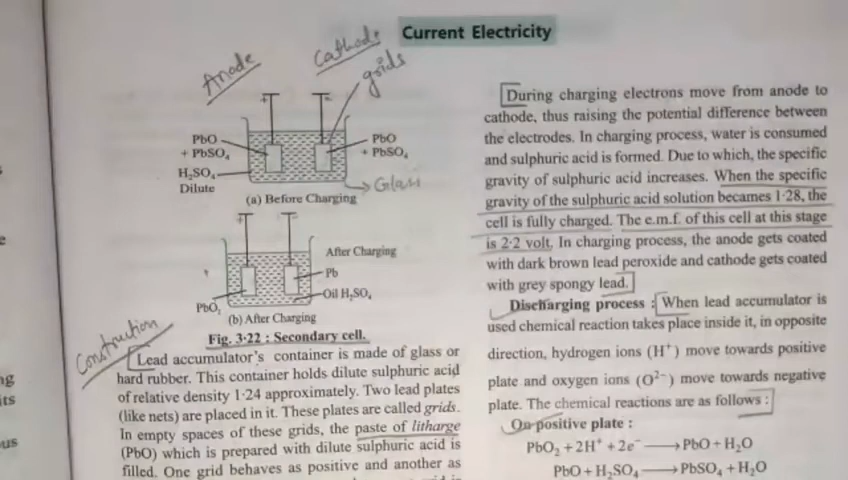 Current Electricity
Anode
Cathode
grids
PbO
+ PbSO₄
H₂SO₄
Dilute
PbO
+ PbSO₄
Glass
(a) Before Charging
After Charging
Pb
Oil H₂SO₄
PbO₂
(b) After Charging
Fig. 3·22 : Secondary cell.
Construction
Lead accumulator's container is made of glass or
hard rubber. This container holds dilute sulphuric acid
of relative density 1·24 approximately. Two lead plates
(like nets) are placed in it. These plates are called grids.
In empty spaces of these grids, the paste of litharge
(PbO) which is prepared with dilute sulphuric acid is
filled. One grid behaves as positive and another as
During charging electrons move from anode to
cathode, thus raising the potential difference between
the electrodes. In charging process, water is consumed
and sulphuric acid is formed. Due to which, the specific
gravity of sulphuric acid increases. When the specific
gravity of the sulphuric acid solution becames 1·28, the
cell is fully charged. The e.m.f. of this cell at this stage
is 2·2 volt. In charging process, the anode gets coated
with dark brown lead peroxide and cathode gets coated
with grey spongy lead.
Discharging process : When lead accumulator is
used chemical reaction takes place inside it, in opposite
direction, hydrogen ions (H⁺) move towards positive
plate and oxygen ions (O²⁻) move towards negative
plate. The chemical reactions are as follows :
On positive plate :
PbO₂ + 2H⁺ + 2e⁻ ⟶ PbO + H₂O
PbO + H₂SO₄ ⟶ PbSO₄ + H₂O